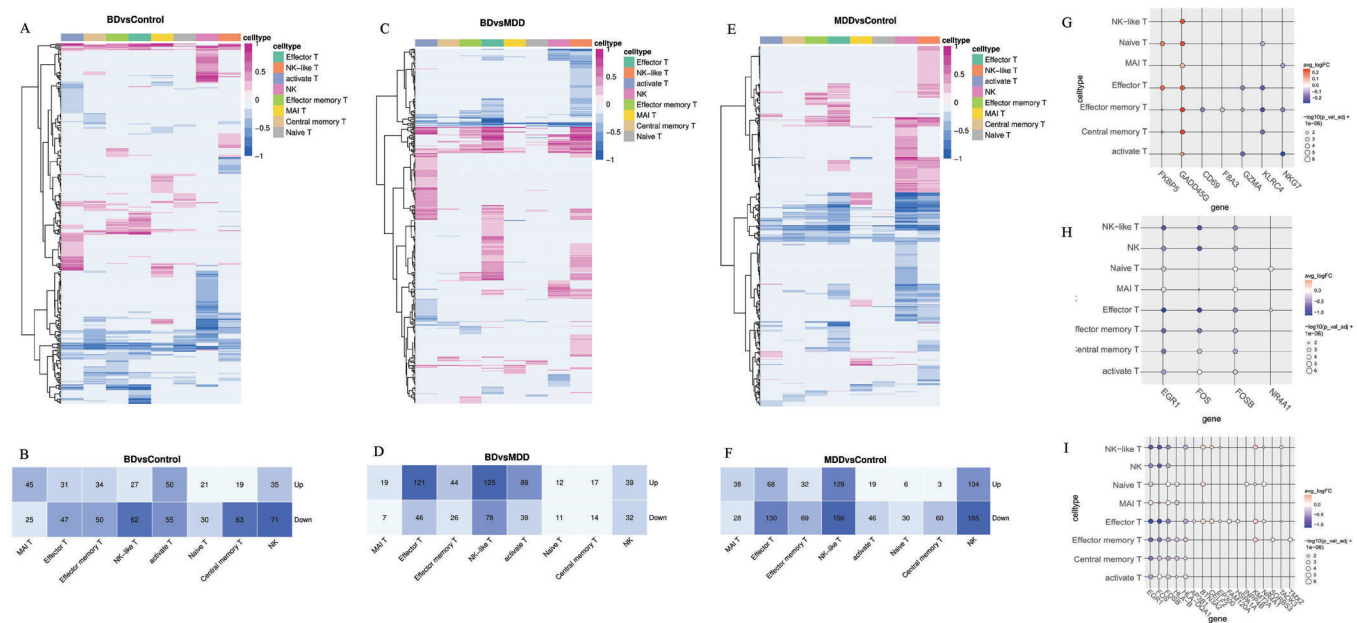 A
BDvsControl
celltype
1
0.5
0
−0.5
−1
celltype
Effector T
NK−like T
activate T
NK
Effector memory T
MAI T
Central memory T
Naive T
B
BDvsControl
45 31 34 27 50 21 19 35 Up
25 47 50 62 55 30 63 71 Down
MAI T
Effector T
Effector memory T
NK−like T
activate T
Naive T
Central memory T
NK
C
BDvsMDD
celltype
1
0.5
0
−0.5
−1
celltype
Effector T
NK−like T
activate T
NK
Effector memory T
MAI T
Central memory T
Naive T
D
BDvsMDD
19 121 44 125 89 12 17 39 Up
7 46 26 78 39 11 14 32 Down
MAI T
Effector T
Effector memory T
NK−like T
activate T
Naive T
Central memory T
NK
E
MDDvsControl
celltype
1
0.5
0
−0.5
−1
celltype
Effector T
NK−like T
activate T
NK
Effector memory T
MAI T
Central memory T
Naive T
F
MDDvsControl
38 68 32 129 19 6 3 104 Up
28 130 69 156 46 30 60 165 Down
MAI T
Effector T
Effector memory T
NK−like T
activate T
Naive T
Central memory T
NK
G
celltype
NK-like T
Naive T
MAI T
Effector T
Effector memory T
Central memory T
activate T
FKBP5
GADD45G
CD69
F8A3
GZMA
KLRC4
NKG7
gene
avg_logFC
0.2
0.1
0.0
−0.1
−0.2
−log10(p_val_adj +
1e−06)
2
3
4
5
6
H
NK-like T
NK
Naive T
MAI T
Effector T
Effector memory T
Central memory T
activate T
EGR1
FOS
FOSB
NR4A1
gene
avg_logFC
0.0
−0.5
−1.0
−log10(p_val_adj +
1e−06)
2
3
4
5
6
I
celltype
NK-like T
NK
Naive T
MAI T
Effector T
Effector memory T
Central memory T
activate T
EGR1
FOS
FOSB
gene
avg_logFC
0.0
−0.5
−1.0
−log10(p_val_adj +
1e−06)
2
3
4
5
6